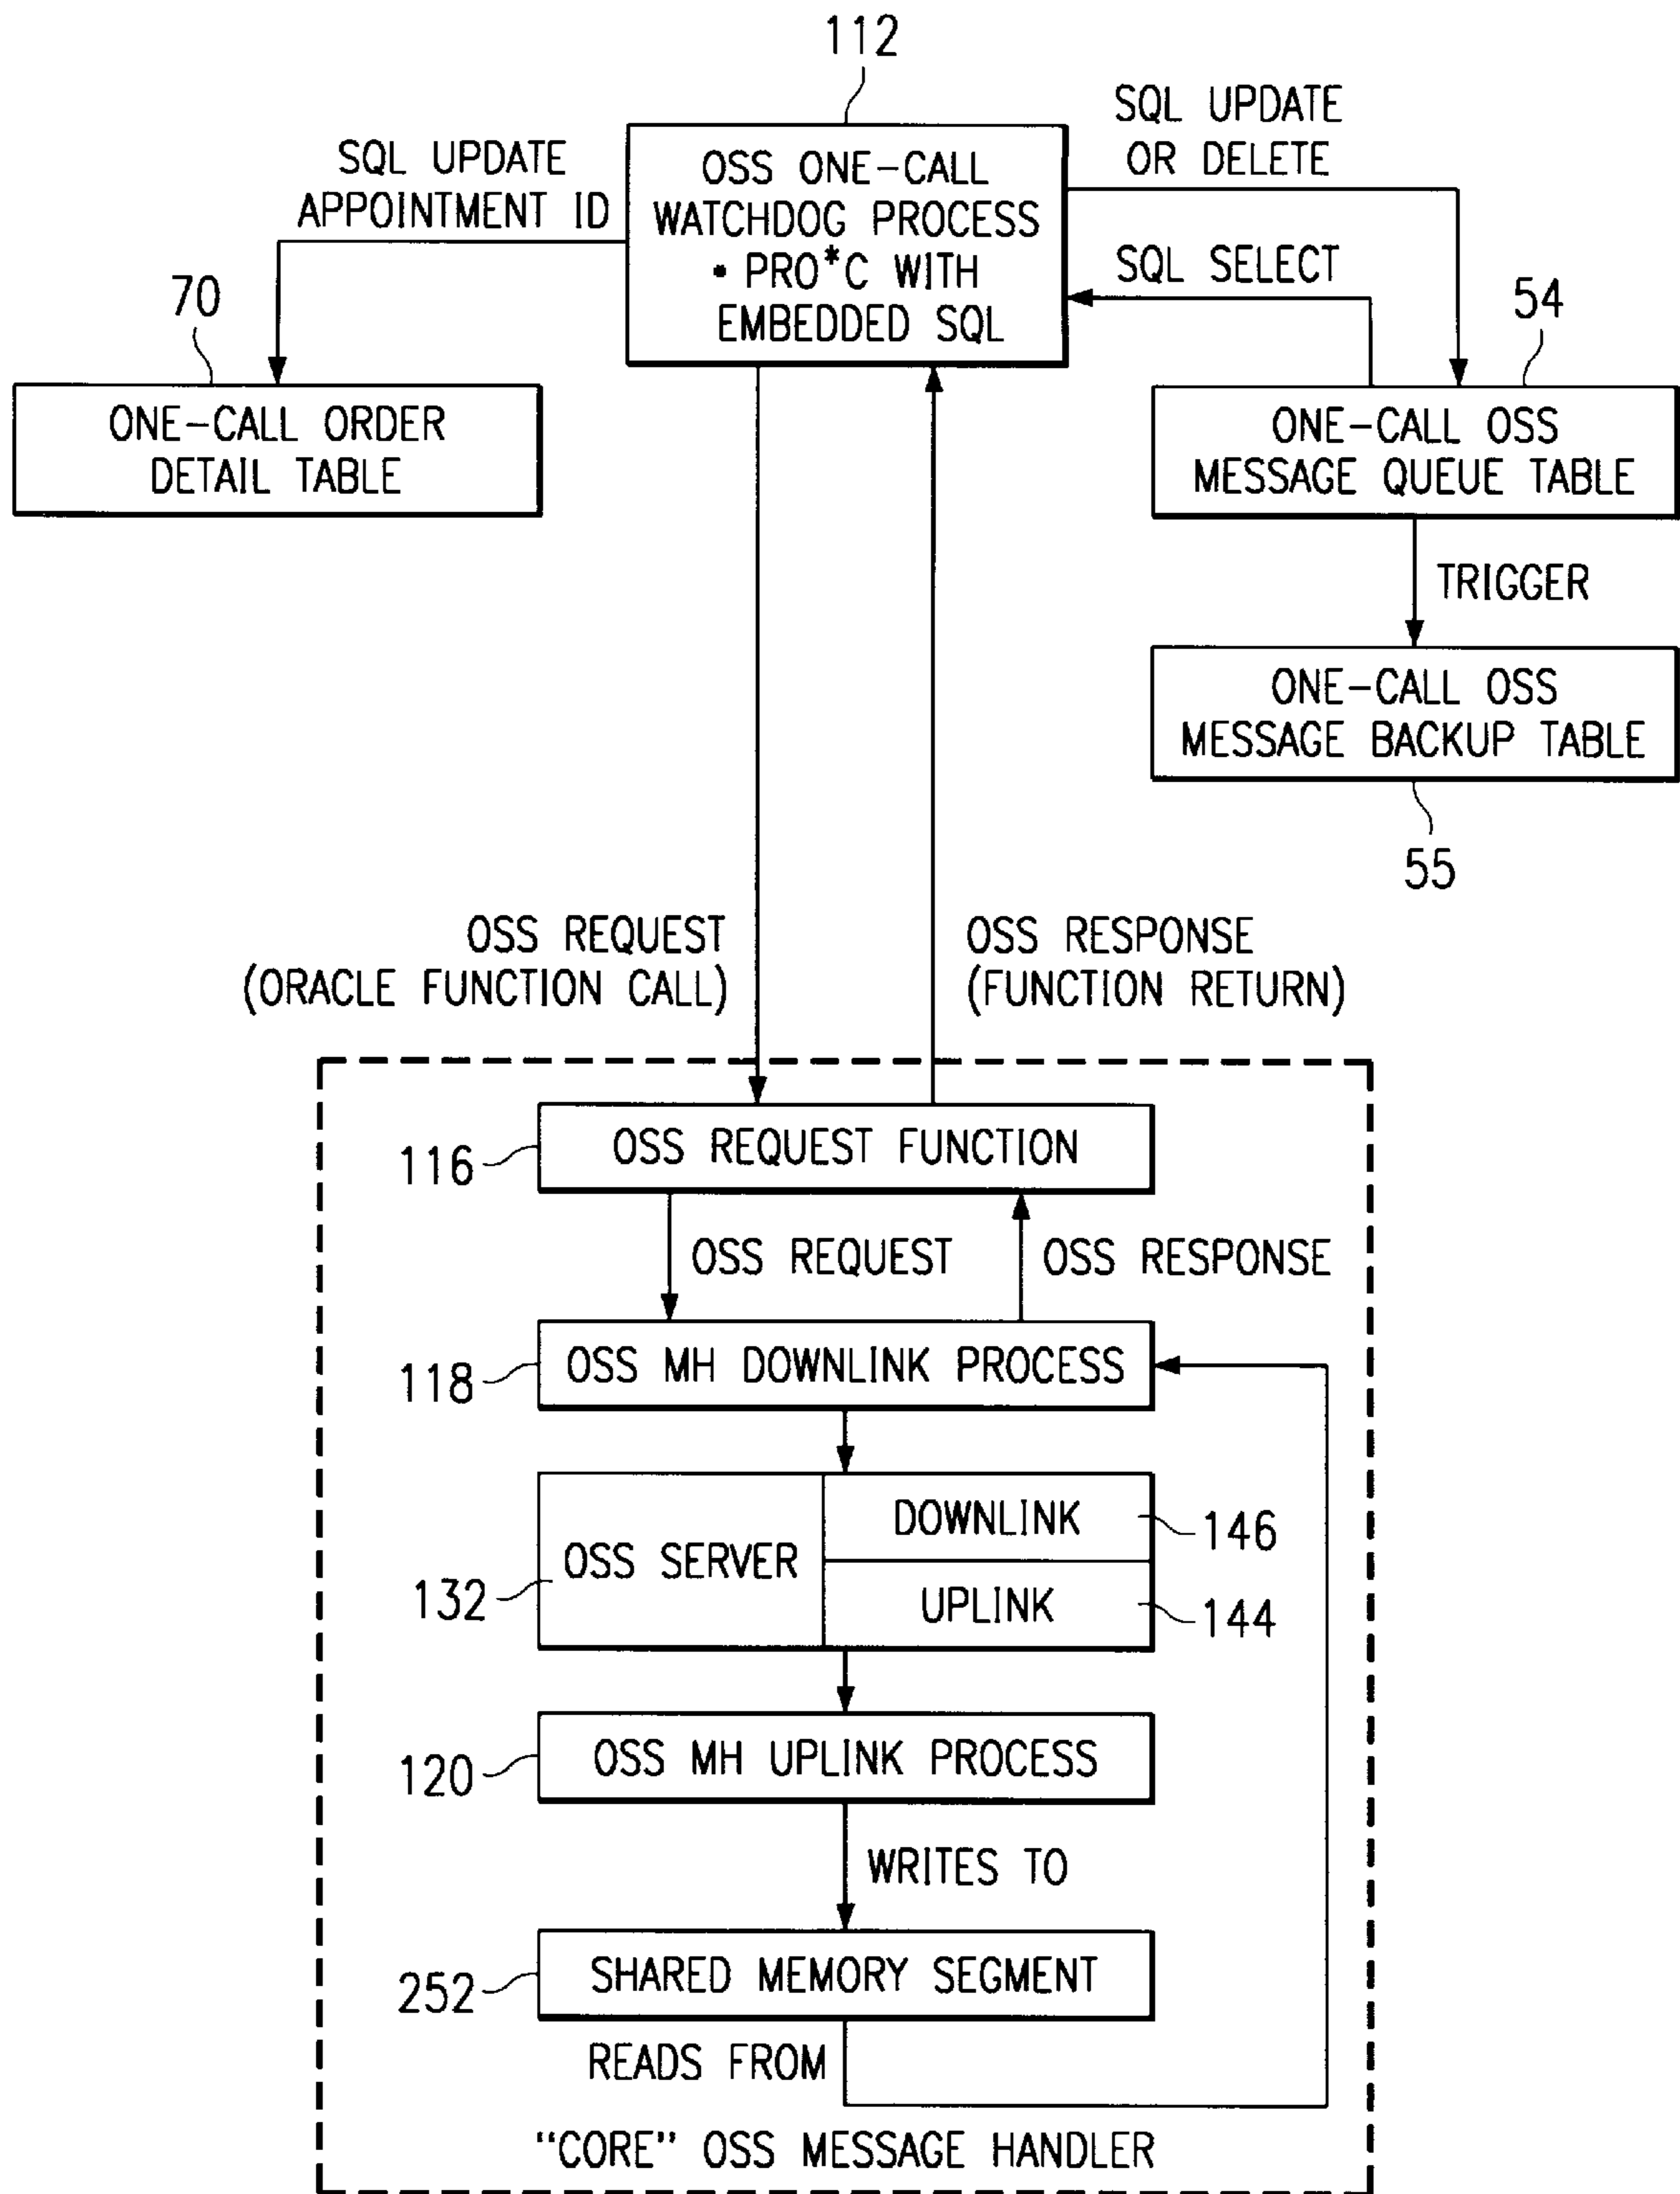 112
SQL UPDATE
APPOINTMENT ID
OSS ONE-CALL
WATCHDOG PROCESS
• PRO*C WITH
EMBEDDED SQL
SQL UPDATE
OR DELETE
SQL SELECT
70
54
ONE-CALL ORDER
DETAIL TABLE
ONE-CALL OSS
MESSAGE QUEUE TABLE
TRIGGER
ONE-CALL OSS
MESSAGE BACKUP TABLE
55
OSS REQUEST
(ORACLE FUNCTION CALL)
OSS RESPONSE
(FUNCTION RETURN)
116
OSS REQUEST FUNCTION
OSS REQUEST
OSS RESPONSE
118
OSS MH DOWNLINK PROCESS
132
OSS SERVER
DOWNLINK
146
UPLINK
144
120
OSS MH UPLINK PROCESS
WRITES TO
252
SHARED MEMORY SEGMENT
READS FROM
"CORE" OSS MESSAGE HANDLER